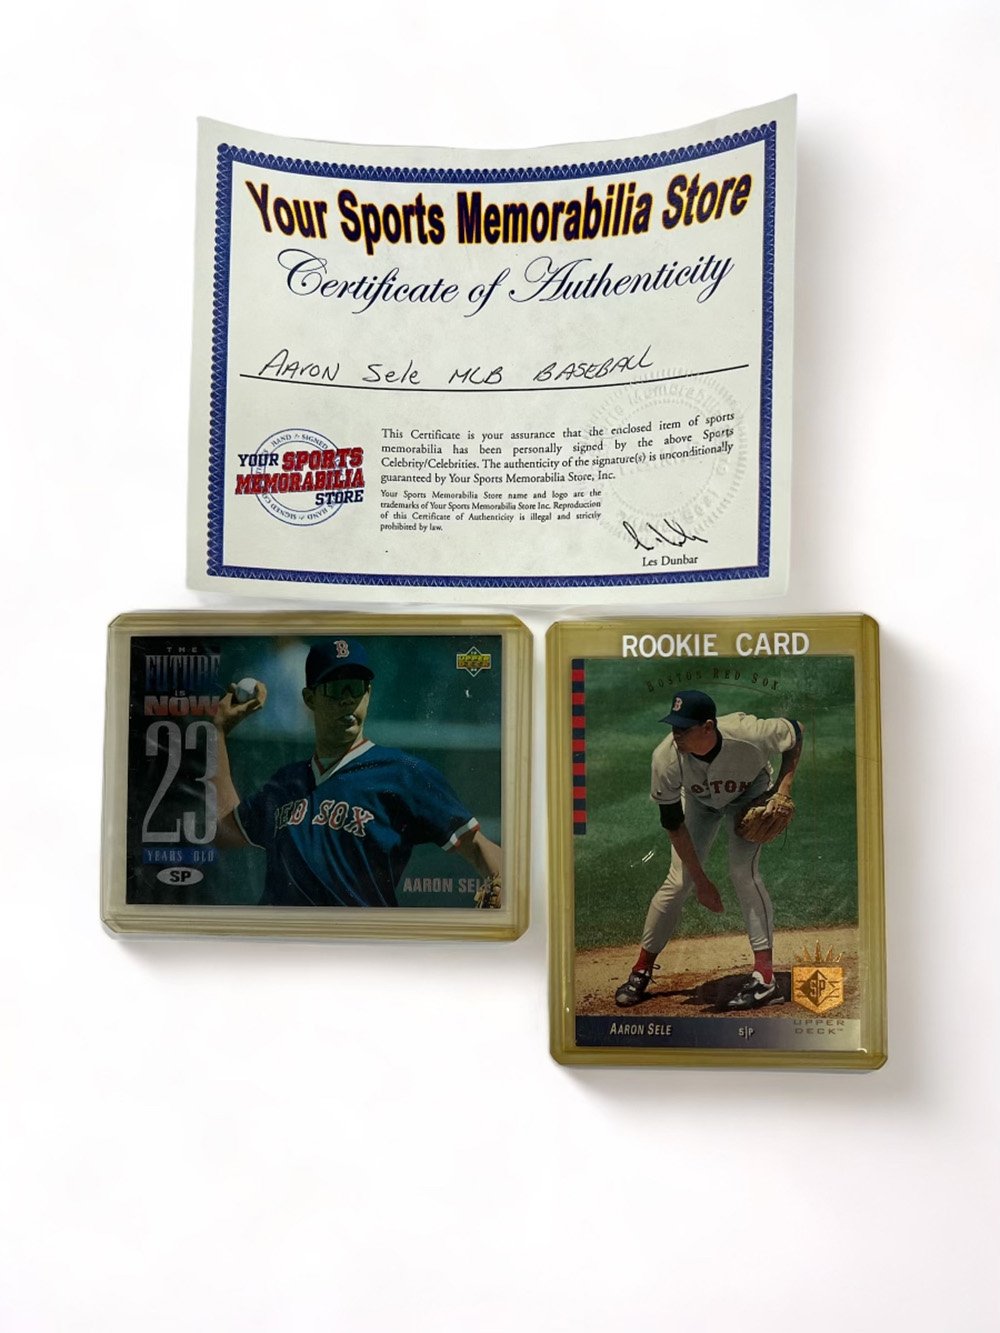 Your Sports Memorabilia Store
Certificate of Authenticity
AARON Sele MLB BASEBALL
This Certificate is your assurance that the enclosed item of sports
memorabilia has been personally signed by the above Sports
Celebrity/Celebrities. The authenticity of the signature(s) is unconditionally
guaranteed by Your Sports Memorabilia Store, Inc.
Your Sports Memorabilia Store name and logo are the
trademarks of Your Sports Memorabilia Store Inc. Reproduction
of this Certificate of Authenticity is illegal and strictly
prohibited by law.
HAND SIGNED
YOUR SPORTS
MEMORABILIA
STORE
Les Dunbar
THE
FUTURE
IS
NOW
23
YEARS OLD
SP
B
UPPER
DECK
RED SOX
AARON SELE
ROOKIE CARD
BOSTON RED SOX
B
BOSTON
SP
UPPER
DECK™
AARON SELE
S|P